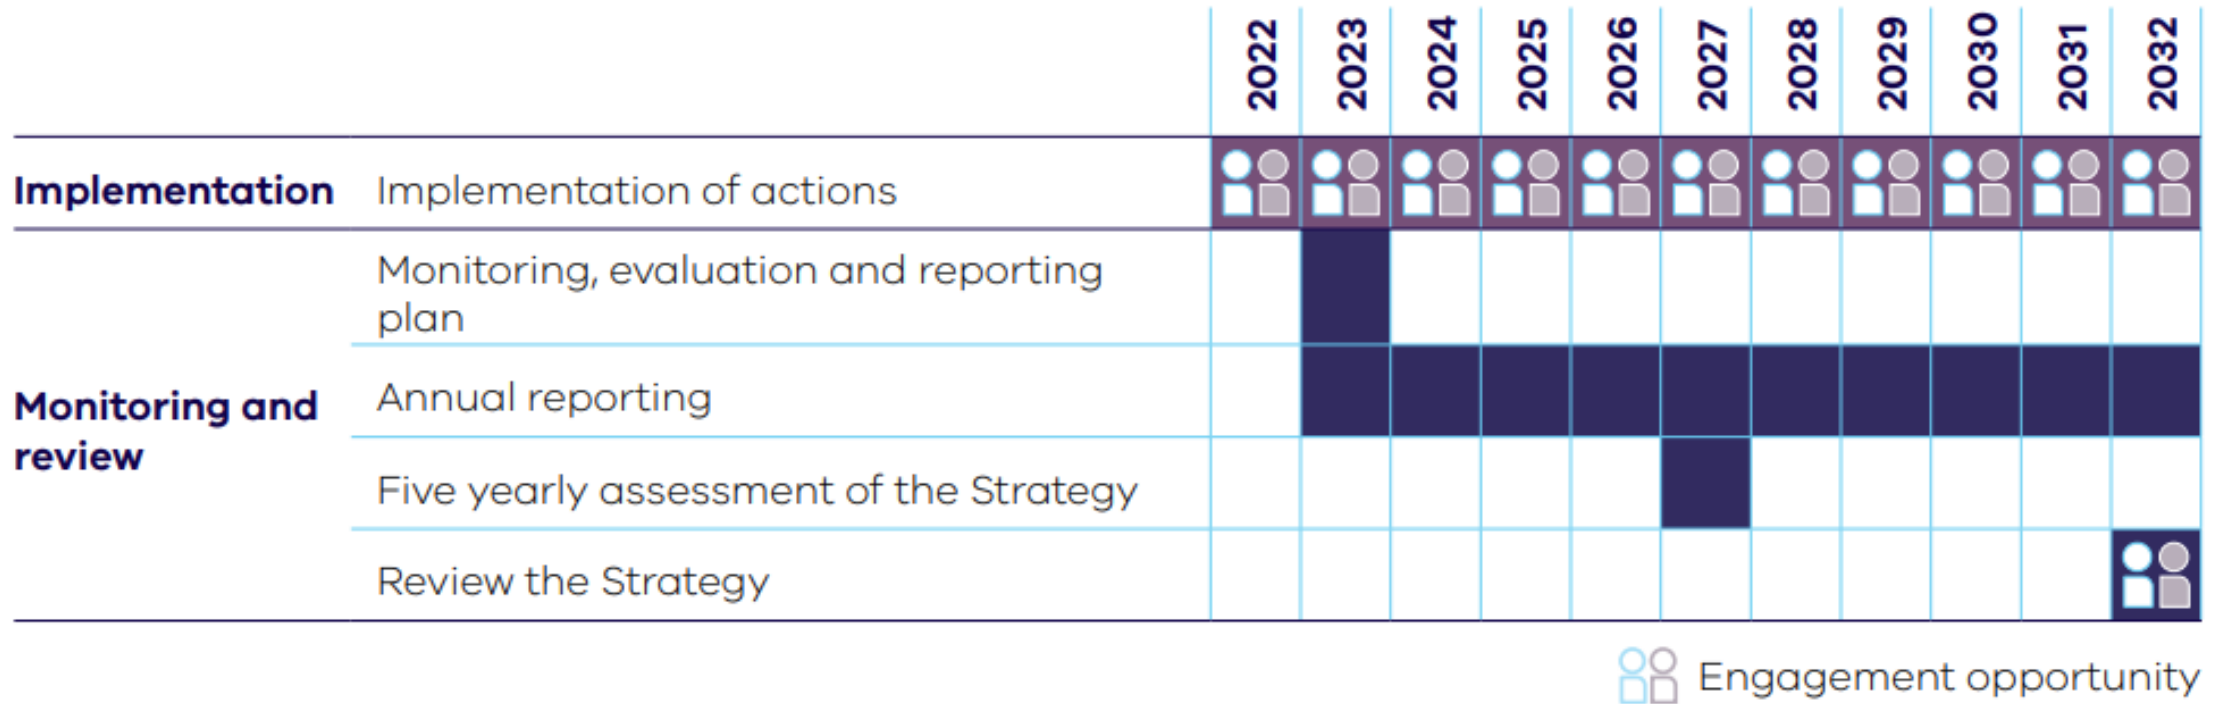 2022 2023 2024 2025 2026 2027 2028 2029 2030 2031 2032
Implementation Implementation of actions
Monitoring and
review
Monitoring, evaluation and reporting
plan
Annual reporting
Five yearly assessment of the Strategy
Review the Strategy
Engagement opportunity